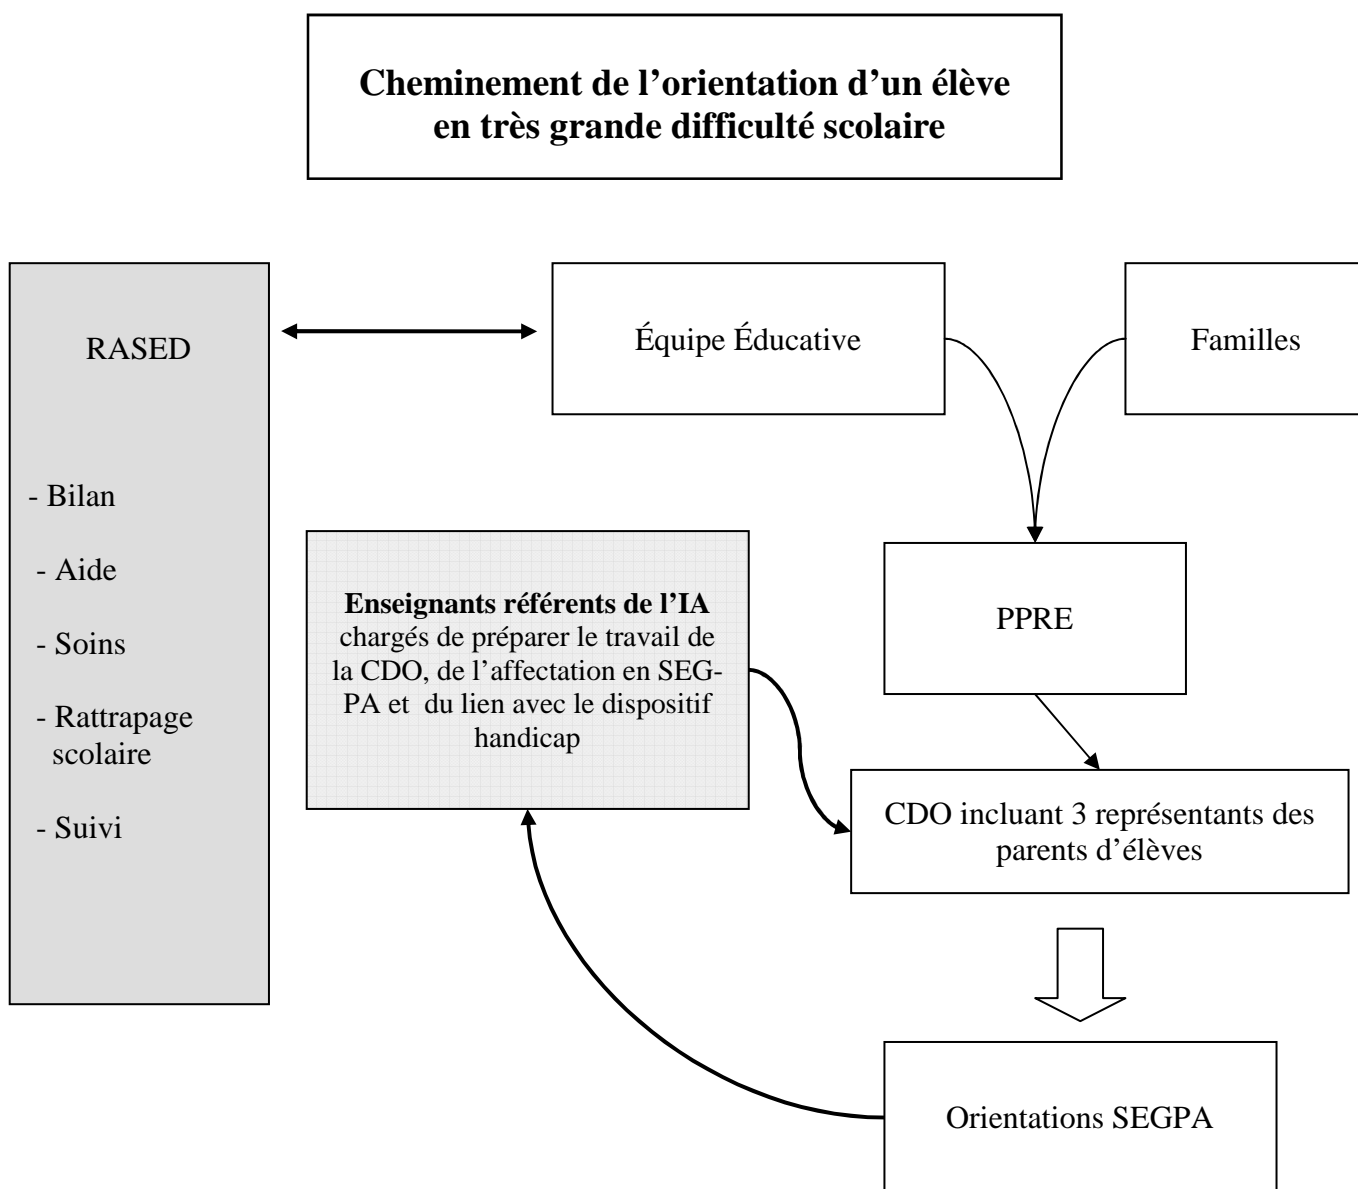 Cheminement de l’orientation d’un élève
en très grande difficulté scolaire
RASED
- Bilan
- Aide
- Soins
- Rattrapage
scolaire
- Suivi
Équipe Éducative
Familles
Enseignants référents de l’IA
chargés de préparer le travail de
la CDO, de l’affectation en SEG-
PA et du lien avec le dispositif
handicap
PPRE
CDO incluant 3 représentants des
parents d’élèves
Orientations SEGPA